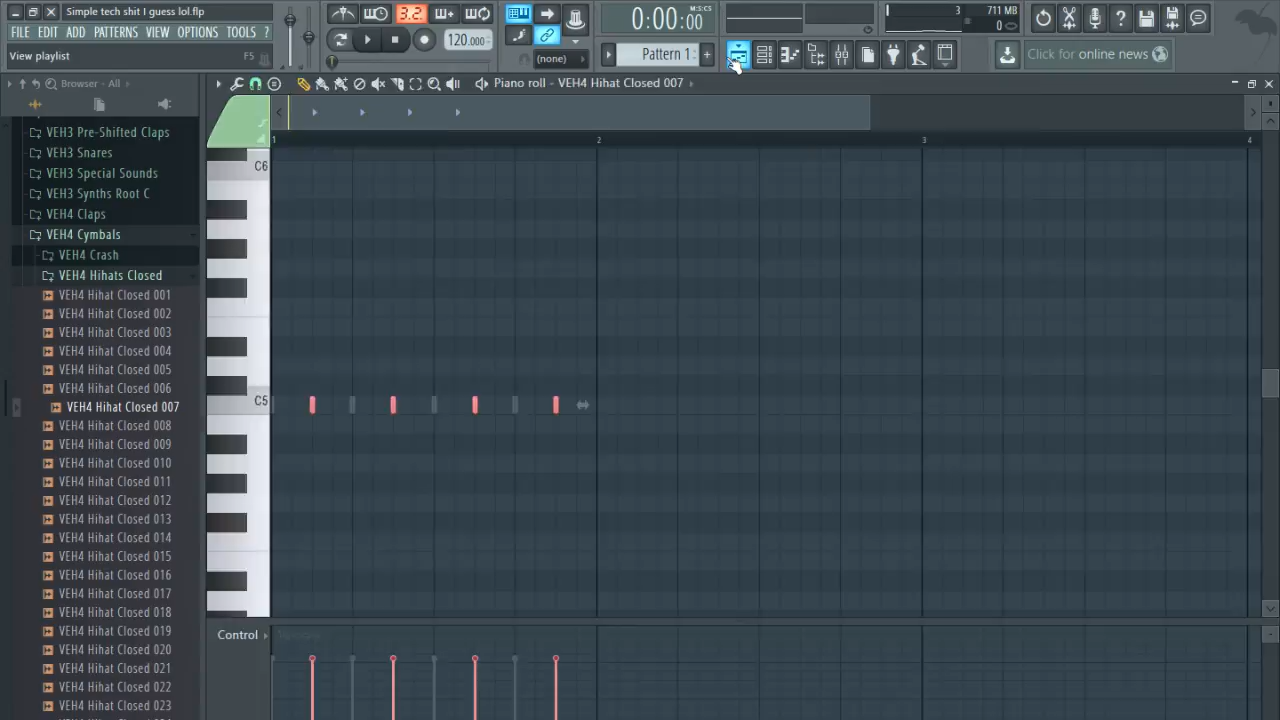 Simple tech shit I guess lol.flp
FILE EDIT ADD PATTERNS VIEW OPTIONS TOOLS ?
View playlist F5
3.2
120.000
(none)
0:00:00
M:S:CS
Pattern 1
3
711 MB
0
Click for online news
Browser - All
Piano roll - VEH4 Hihat Closed 007
VEH3 Pre-Shifted Claps
VEH3 Snares
VEH3 Special Sounds
VEH3 Synths Root C
VEH4 Claps
VEH4 Cymbals
VEH4 Crash
VEH4 Hihats Closed
VEH4 Hihat Closed 001
VEH4 Hihat Closed 002
VEH4 Hihat Closed 003
VEH4 Hihat Closed 004
VEH4 Hihat Closed 005
VEH4 Hihat Closed 006
VEH4 Hihat Closed 007
VEH4 Hihat Closed 008
VEH4 Hihat Closed 009
VEH4 Hihat Closed 010
VEH4 Hihat Closed 011
VEH4 Hihat Closed 012
VEH4 Hihat Closed 013
VEH4 Hihat Closed 014
VEH4 Hihat Closed 015
VEH4 Hihat Closed 016
VEH4 Hihat Closed 017
VEH4 Hihat Closed 018
VEH4 Hihat Closed 019
VEH4 Hihat Closed 020
VEH4 Hihat Closed 021
VEH4 Hihat Closed 022
VEH4 Hihat Closed 023
1 2 3 4
C6
C5
Control